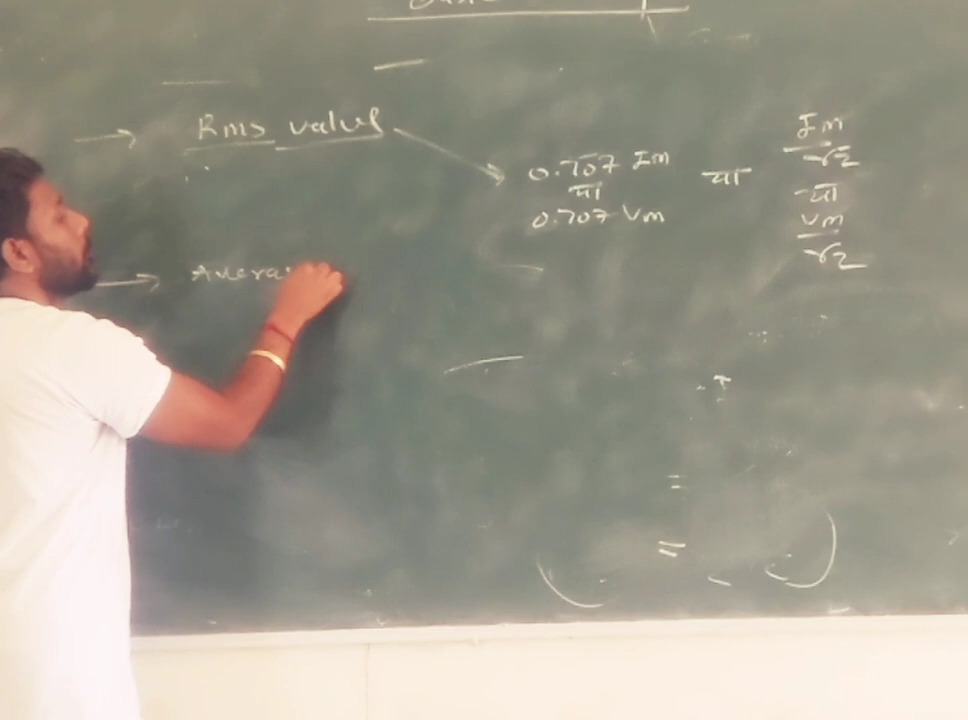 → Rms value
0.707 Im या Im/√2
या या
0.707 Vm Vm/√2
→ Avera
=
=